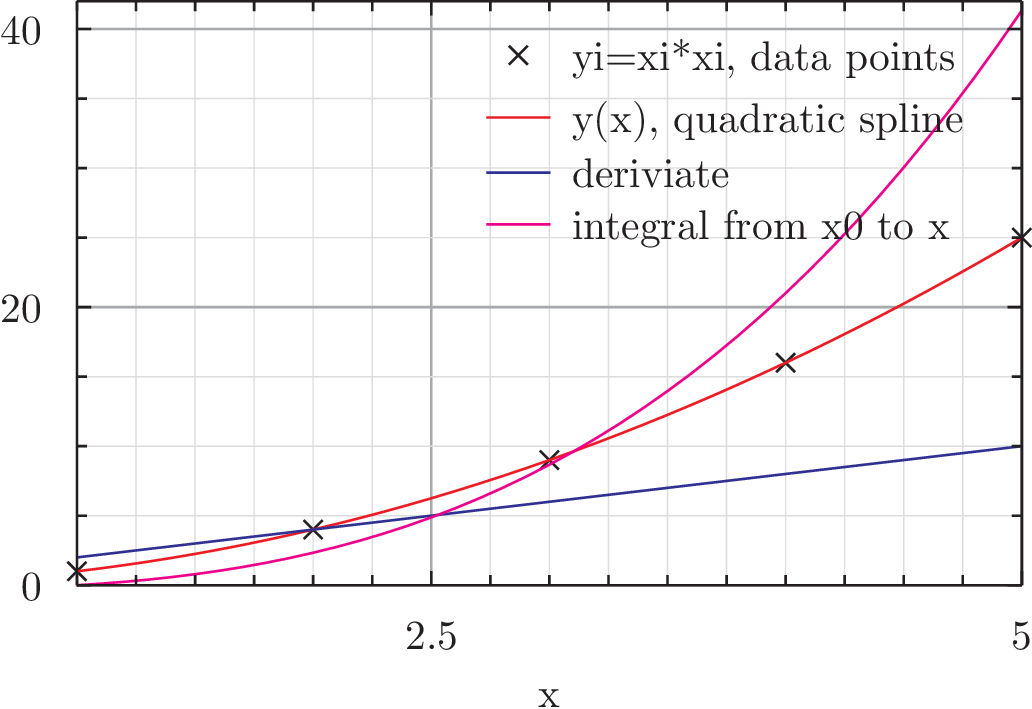 40
yi=xi*xi, data points
y(x), quadratic spline
deriviate
integral from x0 to x
20
0
2.5
5
x